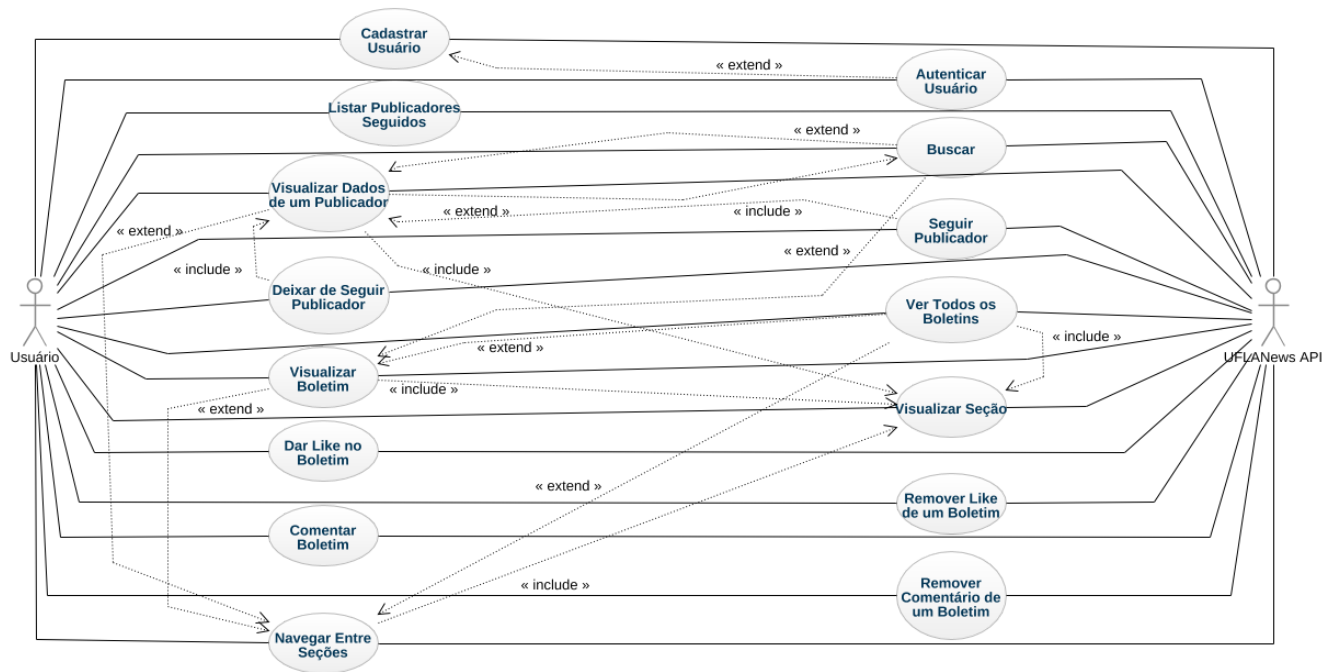 Cadastrar
Usuário
« extend »
Autenticar
Usuário
Listar Publicadores
Seguidos
« extend »
Buscar
Visualizar Dados
de um Publicador
« extend »
« include »
Seguir
Publicador
« extend »
« extend »
« include »
« include »
Deixar de Seguir
Publicador
Ver Todos os
Boletins
« include »
« extend »
Usuário
UFLANews API
Visualizar
Boletim
« include »
« extend »
Visualizar Seção
Dar Like no
Boletim
« extend »
Remover Like
de um Boletim
Comentar
Boletim
« include »
Remover
Comentário de
um Boletim
Navegar Entre
Seções